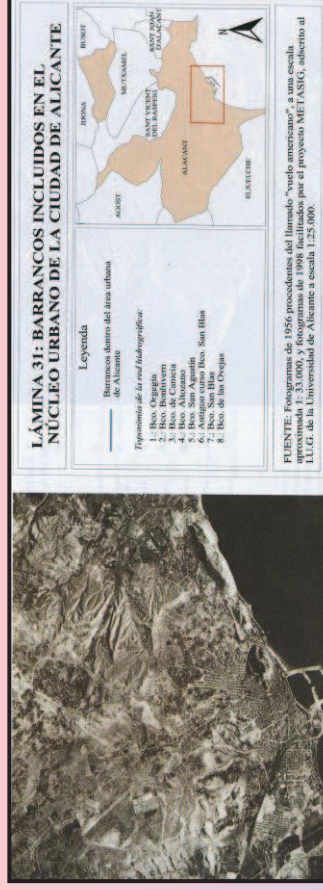 LÁMINA 31: BARRANCOS INCLUIDOS EN EL
NÚCLEO URBANO DE LA CIUDAD DE ALICANTE
Leyenda
Barrancos dentro del área urbana
de Alicante
Toponimia de la red hidrográfica:
1.: Bco. Orgegia
2.: Bco. Bonhivern
3.: Bco. de Canicia
4.: Bco. Altozano
5.: Bco. San Agustín
6.: Antiguo curso Bco. San Blas
7.: Bco. San Blas
8.: Bco. de las Ovejas
JIJONA
BUSOT
MUTXAMEL
AGOST
SANT VICENT
DEL RASPEIG
SANT JOAN
D'ALACANT
ALACANT
ELX/ELCHE
FUENTE: Fotogramas de 1956 procedentes del llamado "vuelo americano", a una escala
aproximada 1: 33.000, y fotogramas de 1998 facilitados por el proyecto METASIG, adscrito al
I.U.G. de la Universidad de Alicante a escala 1:25.000.